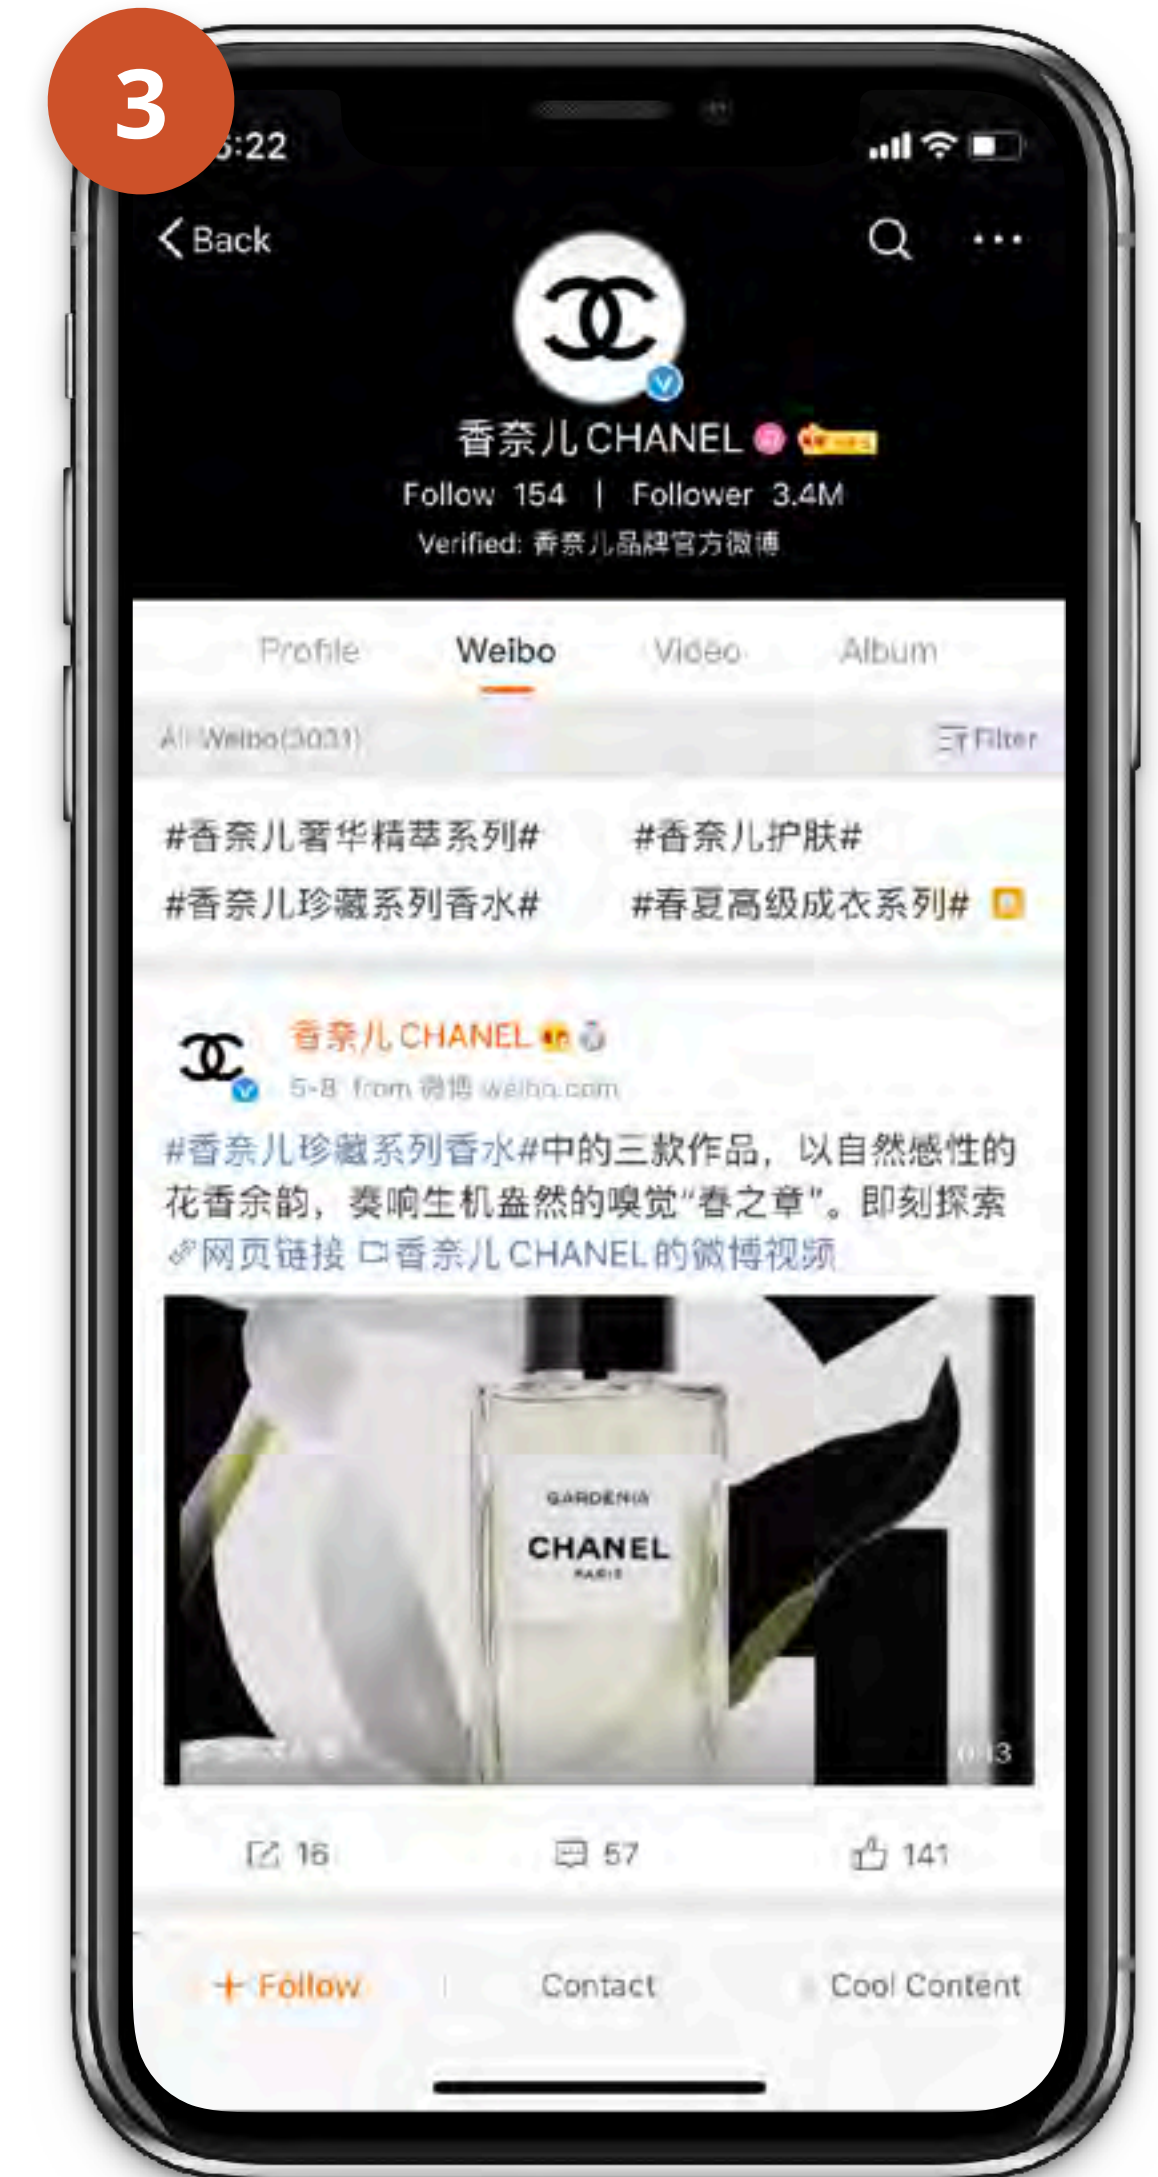 3
:22
Back
香奈儿CHANEL
Follow 154 | Follower 3.4M
Verified: 香奈儿品牌官方微博
Profile Weibo Video Album
All Weibo(3031) Filter
#香奈儿奢华精萃系列# #香奈儿护肤#
#香奈儿珍藏系列香水# #春夏高级成衣系列#
香奈儿CHANEL
5-8 from 微博 weibo.com
#香奈儿珍藏系列香水#中的三款作品，以自然感性的
花香余韵，奏响生机盎然的嗅觉“春之章”。即刻探索
网页链接 香奈儿CHANEL的微博视频
GARDÉNIA
CHANEL
PARIS
16 57 141
+ Follow Contact Cool Content